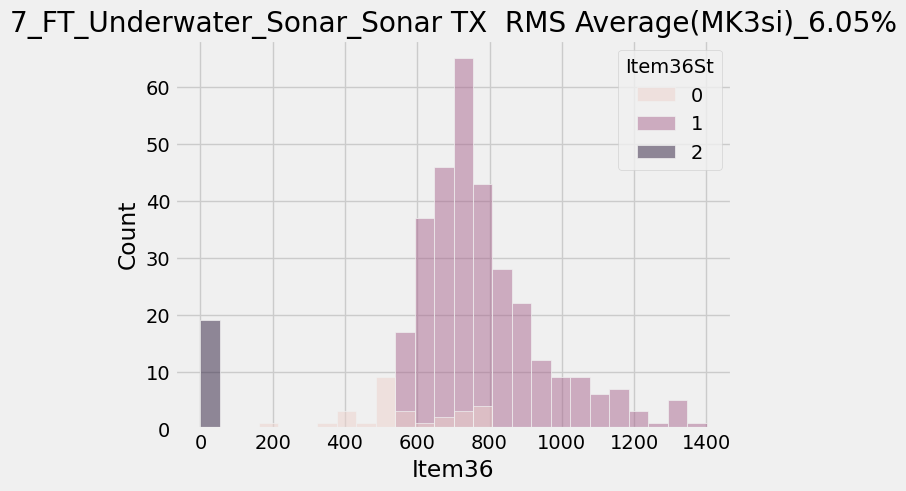 7_FT_Underwater_Sonar_Sonar TX  RMS Average(MK3si)_6.05%
Item36St
0
1
2
Count
60
50
40
30
20
10
0
0 200 400 600 800 1000 1200 1400
Item36